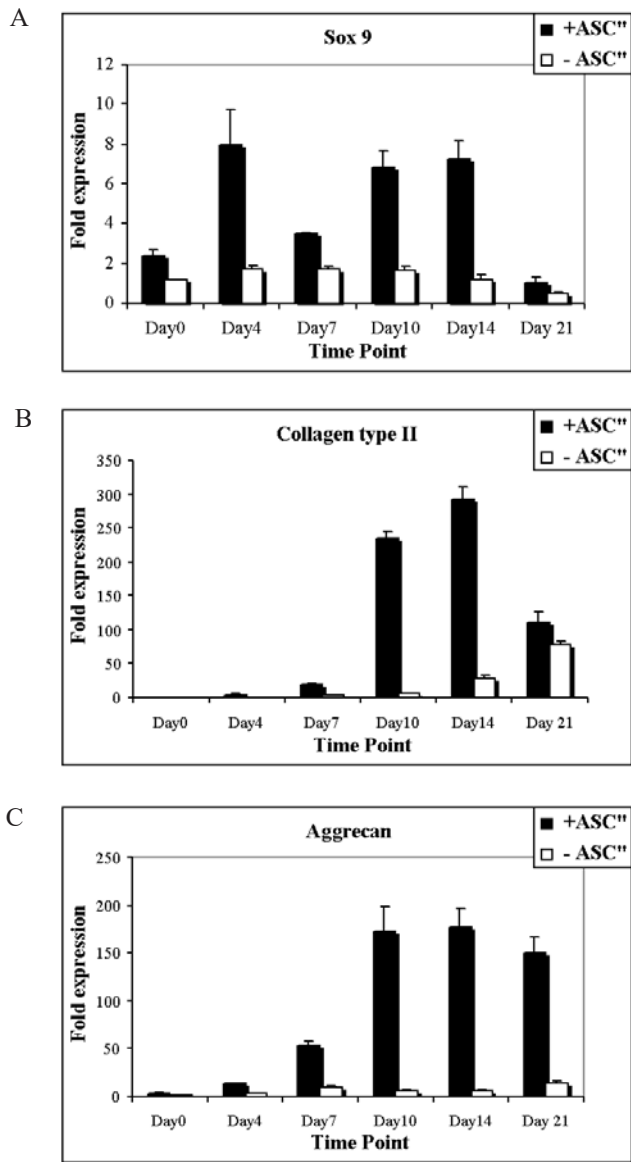 A
Sox 9
+ASC"
- ASC"
12
10
8
6
4
2
0
Fold expression
Day0 Day4 Day7 Day10 Day14 Day 21
Time Point
B
Collagen type II
+ASC"
- ASC"
350
300
250
200
150
100
50
0
Fold expression
Day0 Day4 Day7 Day10 Day14 Day 21
Time Point
C
Aggrecan
+ASC"
- ASC"
250
200
150
100
50
0
Fold expression
Day0 Day4 Day7 Day10 Day14 Day 21
Time Point